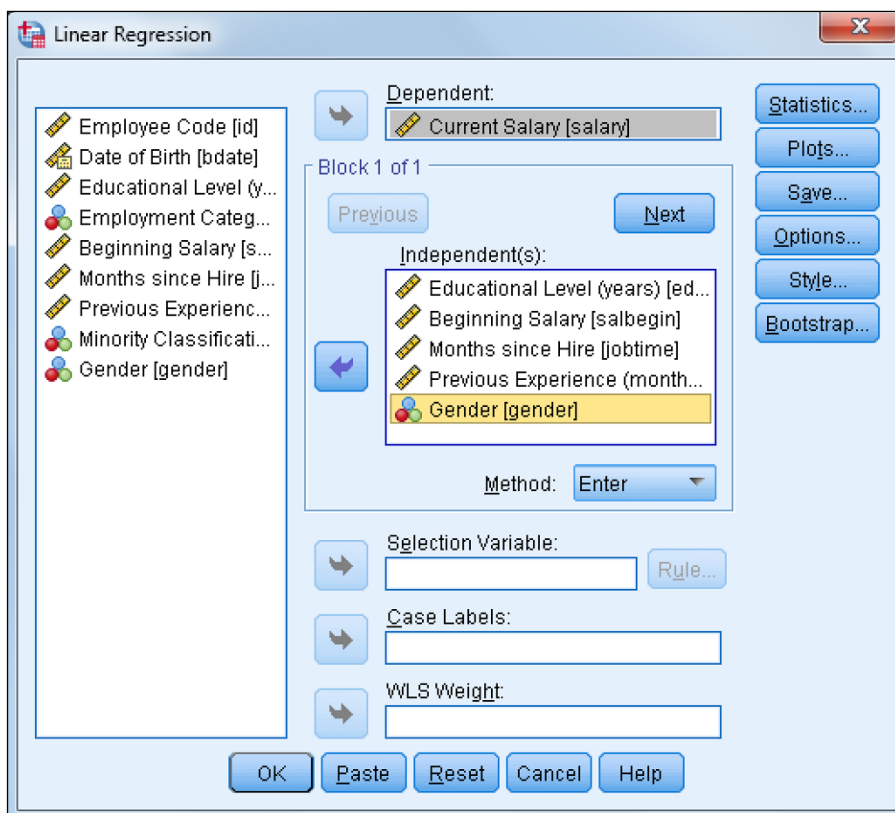 Linear Regression
Employee Code [id]
Date of Birth [bdate]
Educational Level (y...
Employment Categ...
Beginning Salary [s...
Months since Hire [j...
Previous Experienc...
Minority Classificati...
Gender [gender]
Dependent:
Current Salary [salary]
Block 1 of 1
Previous
Next
Independent(s):
Educational Level (years) [ed...
Beginning Salary [salbegin]
Months since Hire [jobtime]
Previous Experience (month...
Gender [gender]
Method:
Enter
Selection Variable:
Rule...
Case Labels:
WLS Weight:
Statistics...
Plots...
Save...
Options...
Style...
Bootstrap...
OK
Paste
Reset
Cancel
Help